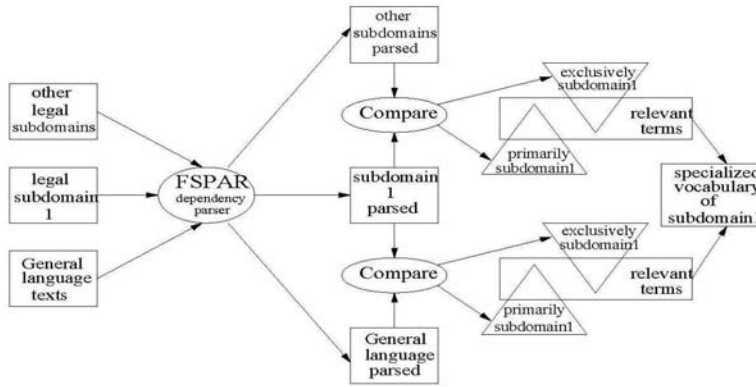 other
legal
subdomains
legal
subdomain
1
General
language
texts
FSPAR
dependency
parser
other
subdomains
parsed
Compare
subdomain
1
parsed
Compare
General
language
parsed
exclusively
subdomain1
relevant
terms
primarily
subdomain1
exclusively
subdomain1
relevant
terms
primarily
subdomain1
specialized
vocabulary
of
subdomain1